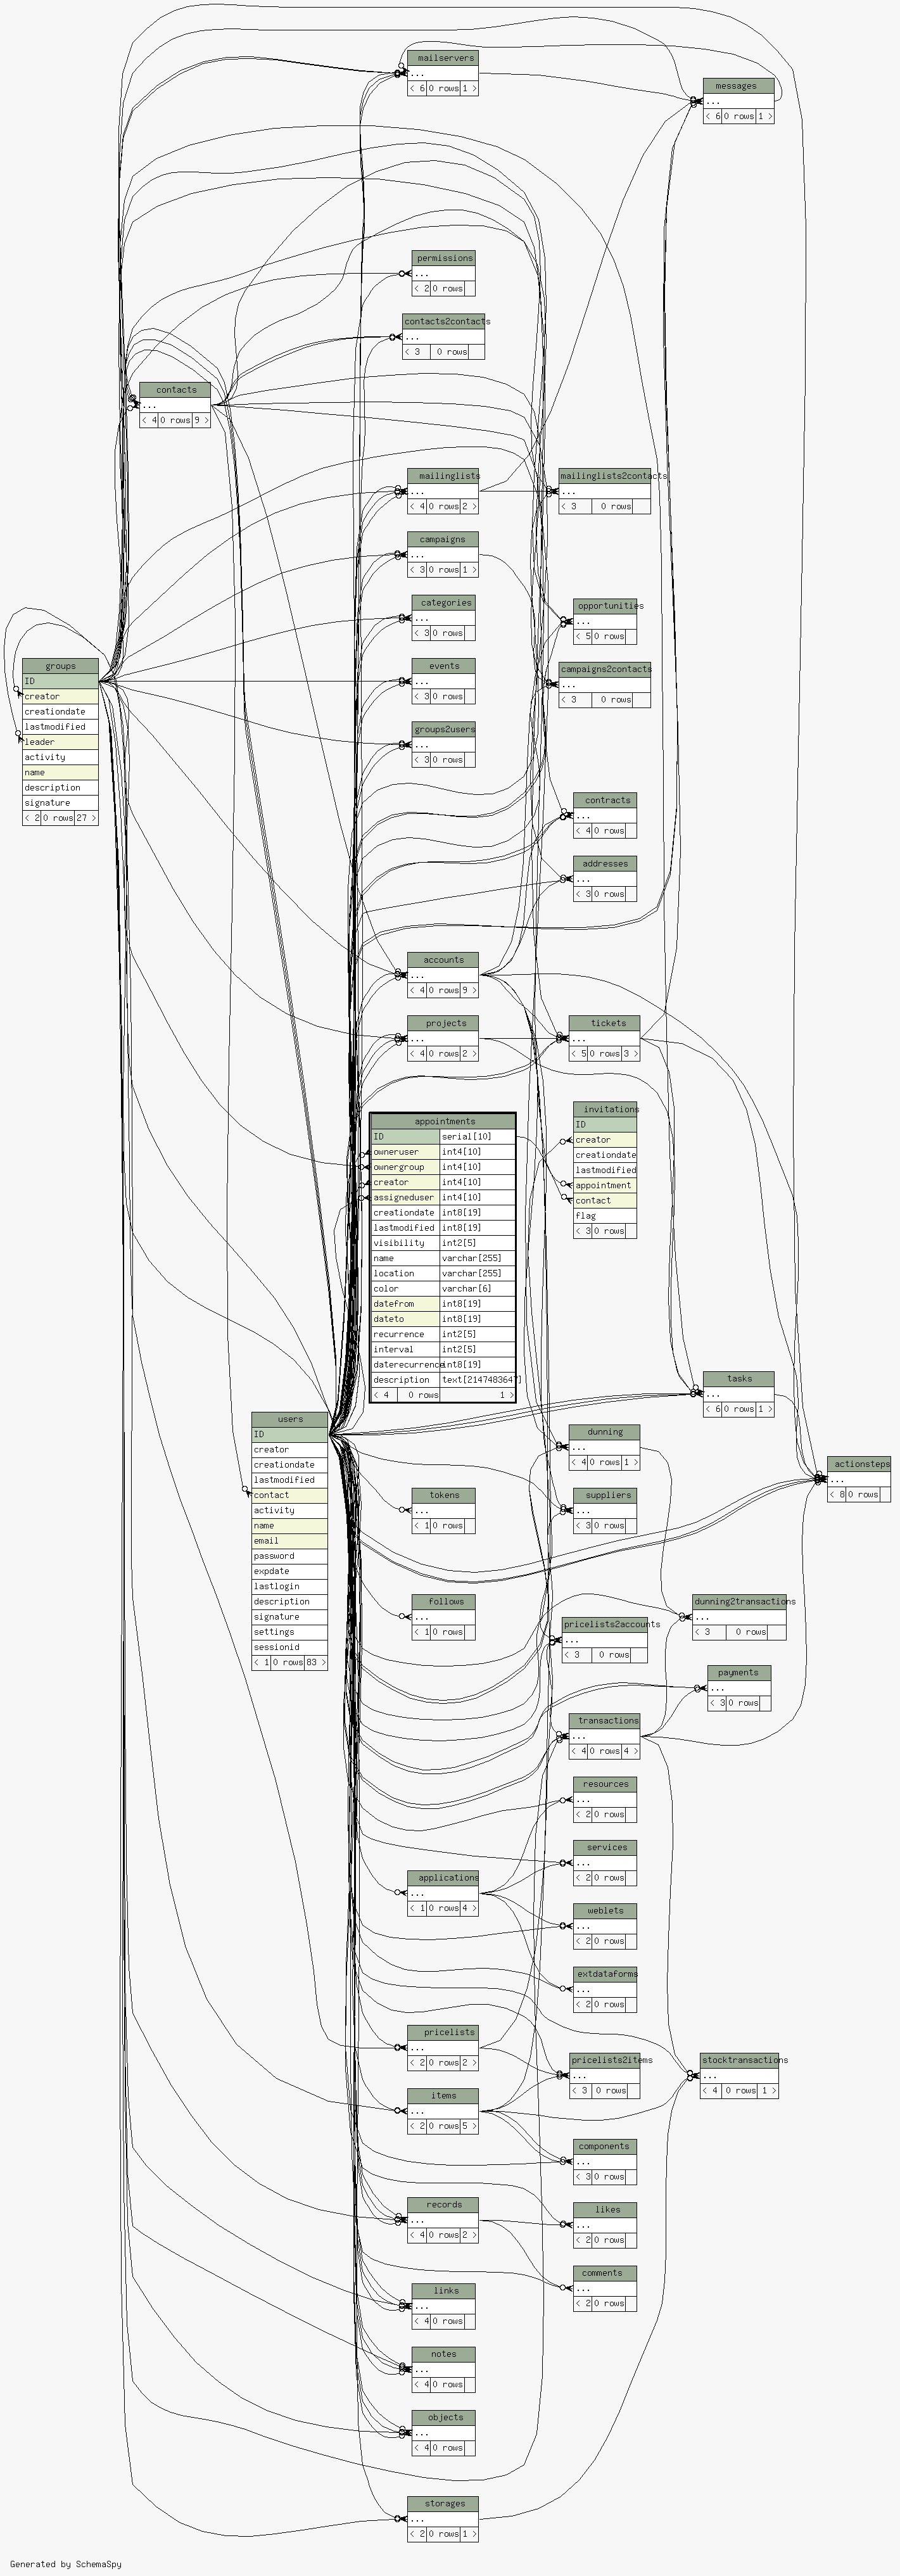 mailservers
...
< 6 0 rows 1 >
messages
...
< 6 0 rows 1 >
permissions
...
< 2 0 rows
contacts2contacts
...
< 3 0 rows
contacts
...
< 4 0 rows 9 >
mailinglists
...
< 4 0 rows 2 >
mailinglists2contacts
...
< 3 0 rows
campaigns
...
< 3 0 rows 1 >
categories
...
< 3 0 rows
opportunities
...
< 5 0 rows
events
...
< 3 0 rows
campaigns2contacts
...
< 3 0 rows
groups
ID
creator
creationdate
lastmodified
leader
activity
name
description
signature
< 2 0 rows 27 >
groups2users
...
< 3 0 rows
contracts
...
< 4 0 rows
addresses
...
< 3 0 rows
accounts
...
< 4 0 rows 9 >
projects
...
< 4 0 rows 2 >
tickets
...
< 5 0 rows 3 >
appointments
ID serial[10]
owneruser int4[10]
ownergroup int4[10]
creator int4[10]
assigneduser int4[10]
creationdate int8[19]
lastmodified int8[19]
visibility int2[5]
name varchar[255]
location varchar[255]
color varchar[6]
datefrom int8[19]
dateto int8[19]
recurrence int2[5]
interval int2[5]
daterecurrence int8[19]
description text[2147483647]
< 4 0 rows 1 >
invitations
ID
creator
creationdate
lastmodified
appointment
contact
flag
< 3 0 rows
tasks
...
< 6 0 rows 1 >
users
ID
creator
creationdate
lastmodified
contact
activity
name
email
password
expdate
lastlogin
description
signature
settings
sessionid
< 1 0 rows 83 >
dunning
...
< 4 0 rows 1 >
actionsteps
...
< 8 0 rows
tokens
...
< 1 0 rows
suppliers
...
< 3 0 rows
follows
...
< 1 0 rows
dunning2transactions
...
< 3 0 rows
pricelists2accounts
...
< 3 0 rows
payments
...
< 3 0 rows
transactions
...
< 4 0 rows 4 >
resources
...
< 2 0 rows
services
...
< 2 0 rows
applications
...
< 1 0 rows 4 >
weblets
...
< 2 0 rows
extdataforms
...
< 2 0 rows
pricelists
...
< 2 0 rows 2 >
pricelists2items
...
< 3 0 rows
stocktransactions
...
< 4 0 rows 1 >
items
...
< 2 0 rows 5 >
components
...
< 3 0 rows
records
...
< 4 0 rows 2 >
likes
...
< 2 0 rows
comments
...
< 2 0 rows
links
...
< 4 0 rows
notes
...
< 4 0 rows
objects
...
< 4 0 rows
storages
...
< 2 0 rows 1 >
Generated by SchemaSpy